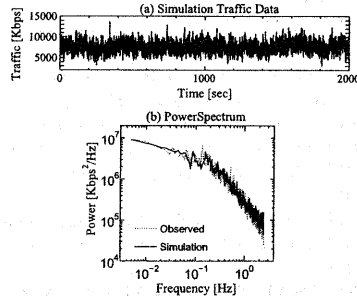 (a) Simulation Traffic Data
Traffic [Kbps]
15000
10000
5000
0
1000
2000
Time [sec]
(b) PowerSpectrum
Power [Kbps²/Hz]
10⁷
10⁶
10⁵
10⁴
Observed
Simulation
10⁻²
10⁻¹
10⁰
Frequency [Hz]